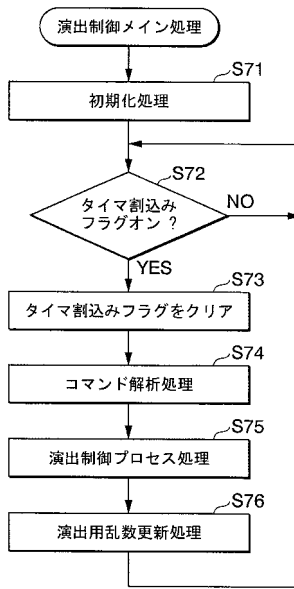 演出制御メイン処理
S71
初期化処理
S72
タイマ割込み
フラグオン ?
NO
YES
S73
タイマ割込みフラグをクリア
S74
コマンド解析処理
S75
演出制御プロセス処理
S76
演出用乱数更新処理